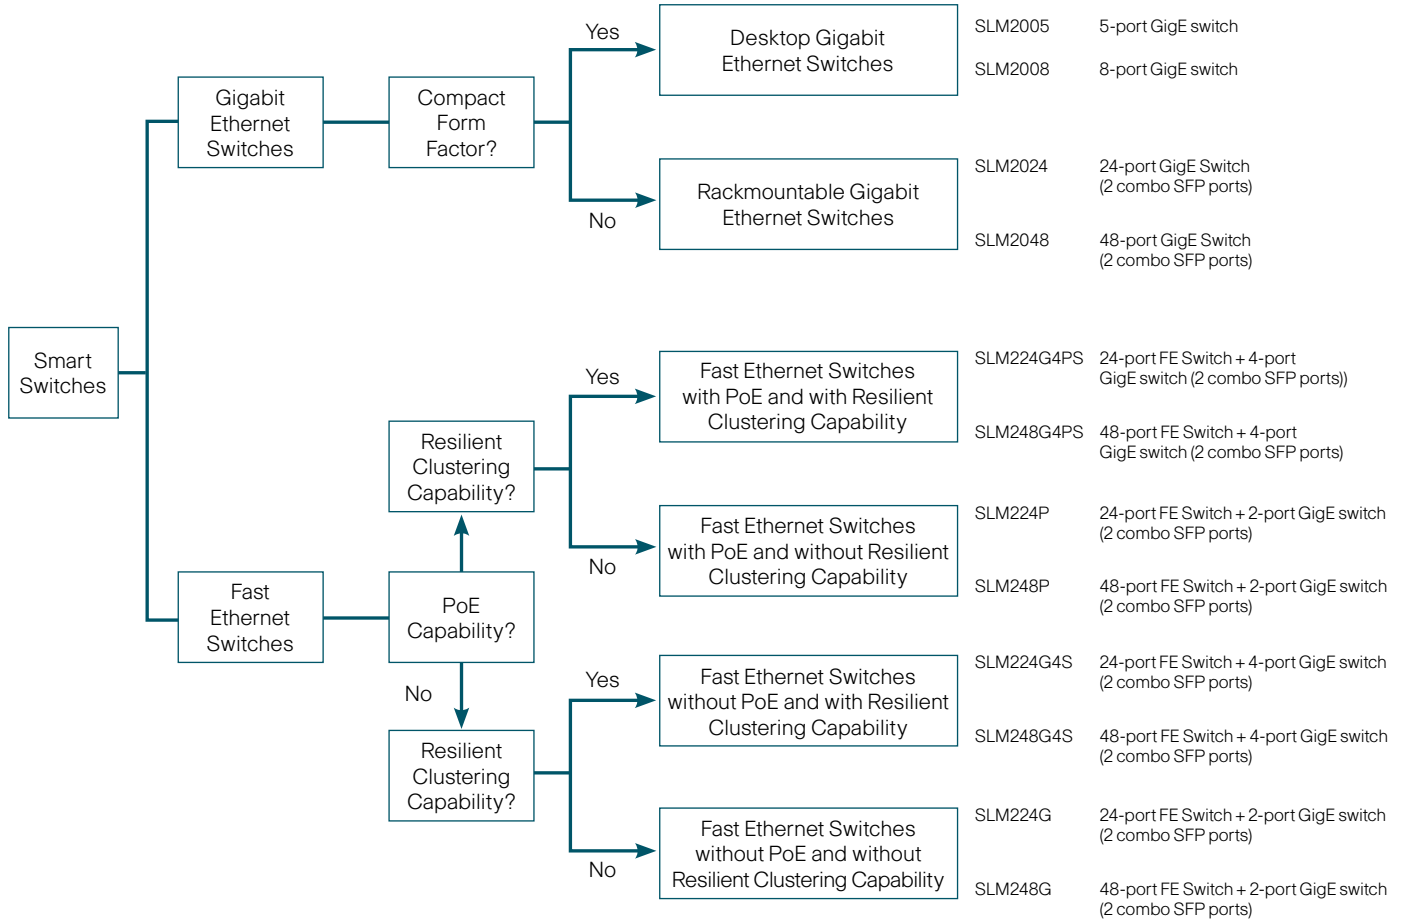 Smart
Switches
Gigabit
Ethernet
Switches
Compact
Form
Factor?
Yes
Desktop Gigabit
Ethernet Switches
SLM2005 5-port GigE switch
SLM2008 8-port GigE switch
No
Rackmountable Gigabit
Ethernet Switches
SLM2024 24-port GigE Switch
(2 combo SFP ports)
SLM2048 48-port GigE Switch
(2 combo SFP ports)
Fast
Ethernet
Switches
PoE
Capability?
Resilient
Clustering
Capability?
Yes
Fast Ethernet Switches
with PoE and with Resilient
Clustering Capability
SLM224G4PS 24-port FE Switch + 4-port
GigE switch (2 combo SFP ports))
SLM248G4PS 48-port FE Switch + 4-port
GigE switch (2 combo SFP ports)
No
Fast Ethernet Switches
with PoE and without Resilient
Clustering Capability
SLM224P 24-port FE Switch + 2-port GigE switch
(2 combo SFP ports)
SLM248P 48-port FE Switch + 2-port GigE switch
(2 combo SFP ports)
No
Resilient
Clustering
Capability?
Yes
Fast Ethernet Switches
without PoE and with Resilient
Clustering Capability
SLM224G4S 24-port FE Switch + 4-port GigE switch
(2 combo SFP ports)
SLM248G4S 48-port FE Switch + 4-port GigE switch
(2 combo SFP ports)
No
Fast Ethernet Switches
without PoE and without
Resilient Clustering Capability
SLM224G 24-port FE Switch + 2-port GigE switch
(2 combo SFP ports)
SLM248G 48-port FE Switch + 2-port GigE switch
(2 combo SFP ports)